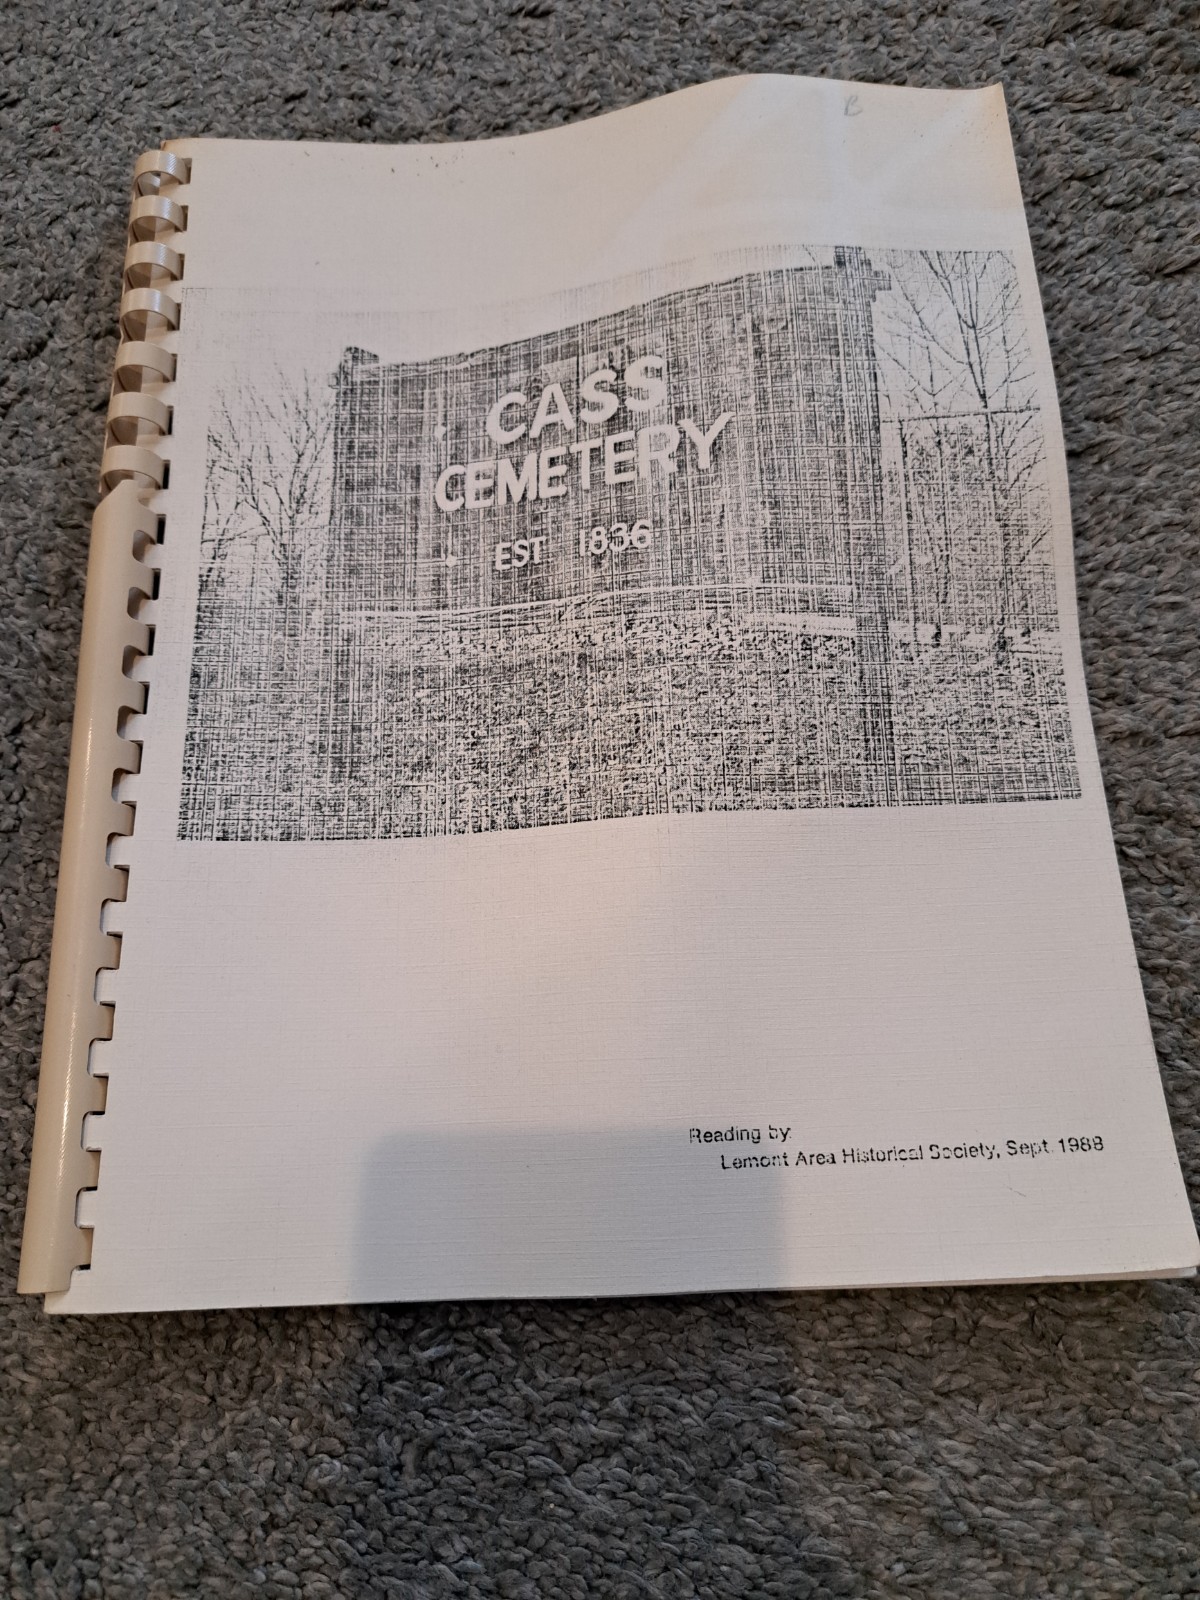 B
CASS
CEMETERY
EST 1836
Reading by:
Lemont Area Historical Society, Sept. 1988